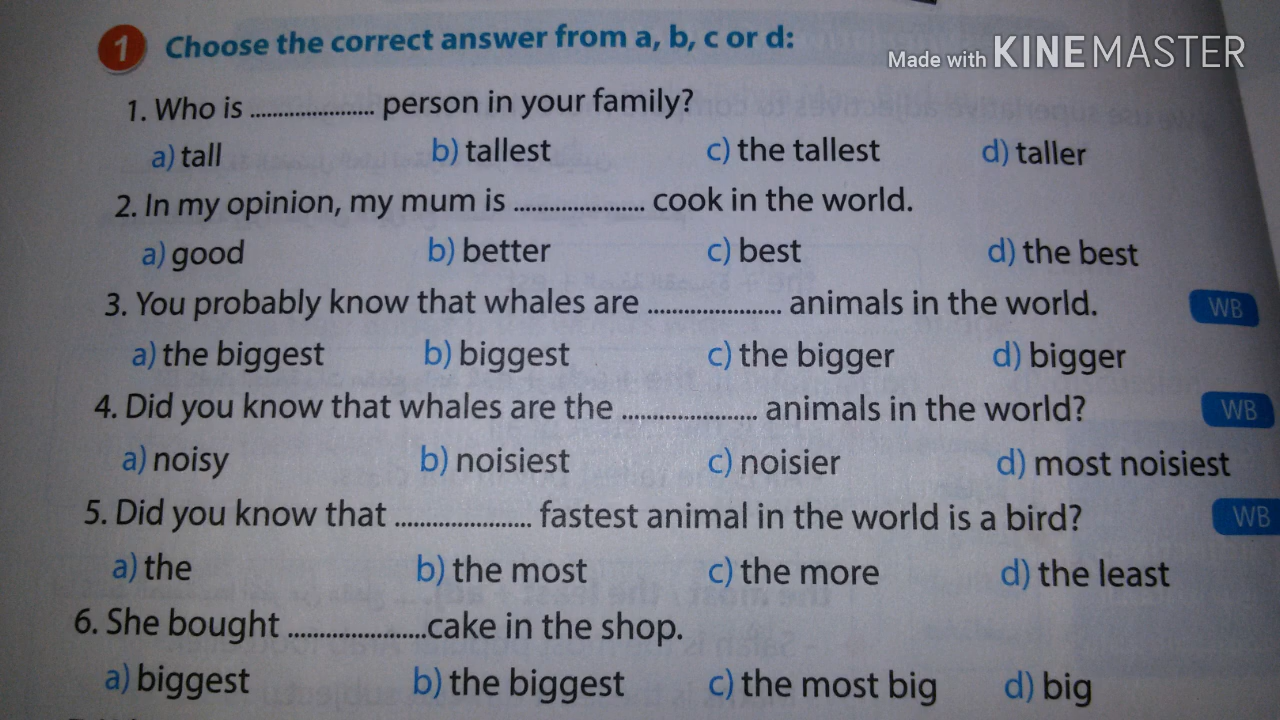 1 Choose the correct answer from a, b, c or d:
Made with KINEMASTER
1. Who is ..................... person in your family?
a) tall b) tallest c) the tallest d) taller
2. In my opinion, my mum is ...................... cook in the world.
a) good b) better c) best d) the best
3. You probably know that whales are ....................... animals in the world. WB
a) the biggest b) biggest c) the bigger d) bigger
4. Did you know that whales are the ....................... animals in the world? WB
a) noisy b) noisiest c) noisier d) most noisiest
5. Did you know that ....................... fastest animal in the world is a bird? WB
a) the b) the most c) the more d) the least
6. She bought .......................cake in the shop.
a) biggest b) the biggest c) the most big d) big